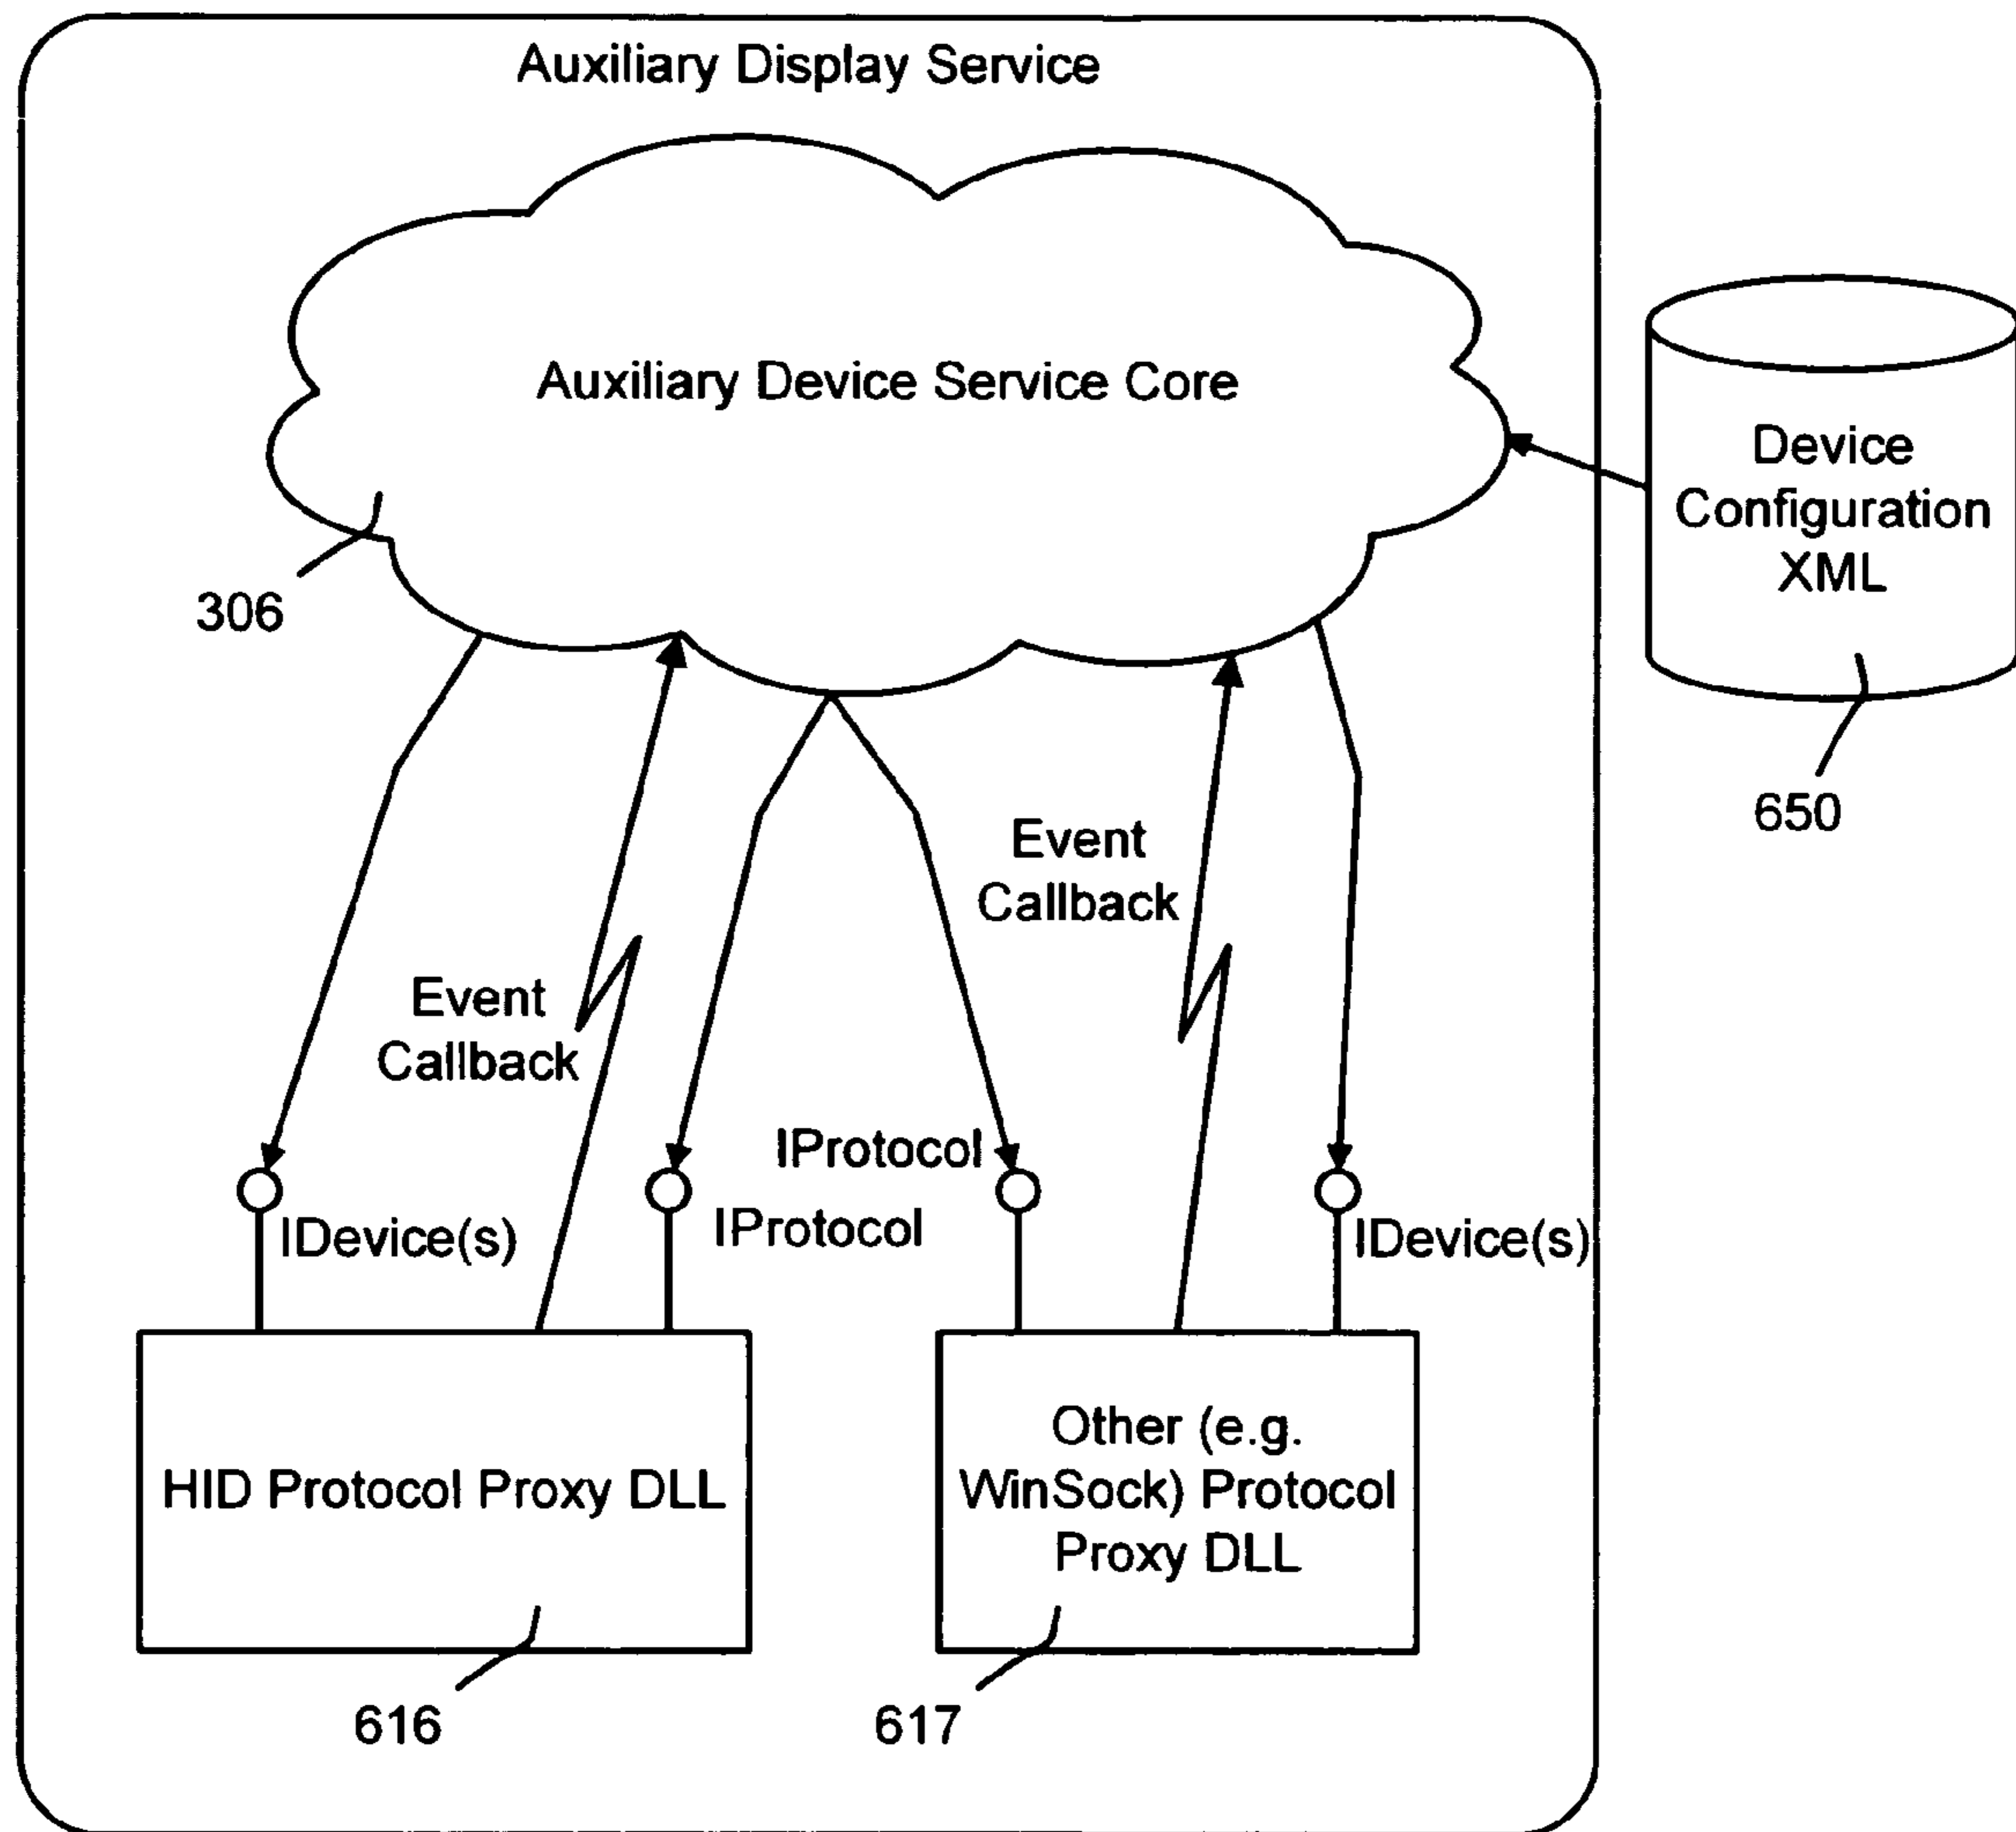 Auxiliary Display Service
Auxiliary Device Service Core
Device
Configuration
XML
306
650
Event
Callback
Event
Callback
IProtocol
IDevice(s)
IProtocol
IDevice(s)
HID Protocol Proxy DLL
Other (e.g.
WinSock) Protocol
Proxy DLL
616
617